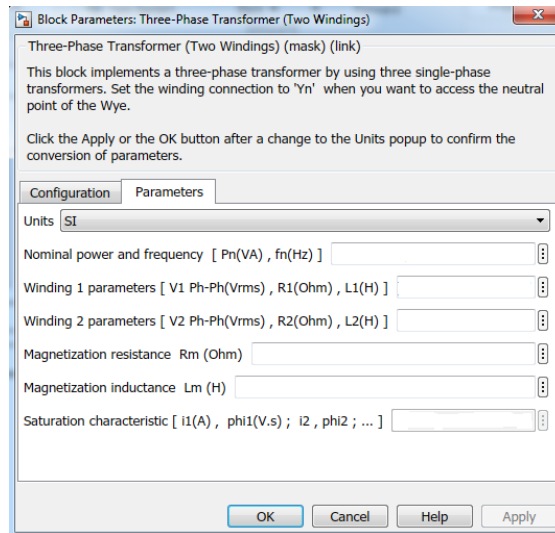 Block Parameters: Three-Phase Transformer (Two Windings)
Three-Phase Transformer (Two Windings) (mask) (link)
This block implements a three-phase transformer by using three single-phase
transformers. Set the winding connection to 'Yn' when you want to access the neutral
point of the Wye.
Click the Apply or the OK button after a change to the Units popup to confirm the
conversion of parameters.
Configuration Parameters
Units SI
Nominal power and frequency [ Pn(VA) , fn(Hz) ]
Winding 1 parameters [ V1 Ph-Ph(Vrms) , R1(Ohm) , L1(H) ]
Winding 2 parameters [ V2 Ph-Ph(Vrms) , R2(Ohm) , L2(H) ]
Magnetization resistance Rm (Ohm)
Magnetization inductance Lm (H)
Saturation characteristic [ i1(A) , phi1(V.s) ; i2 , phi2 ; ... ]
OK Cancel Help Apply